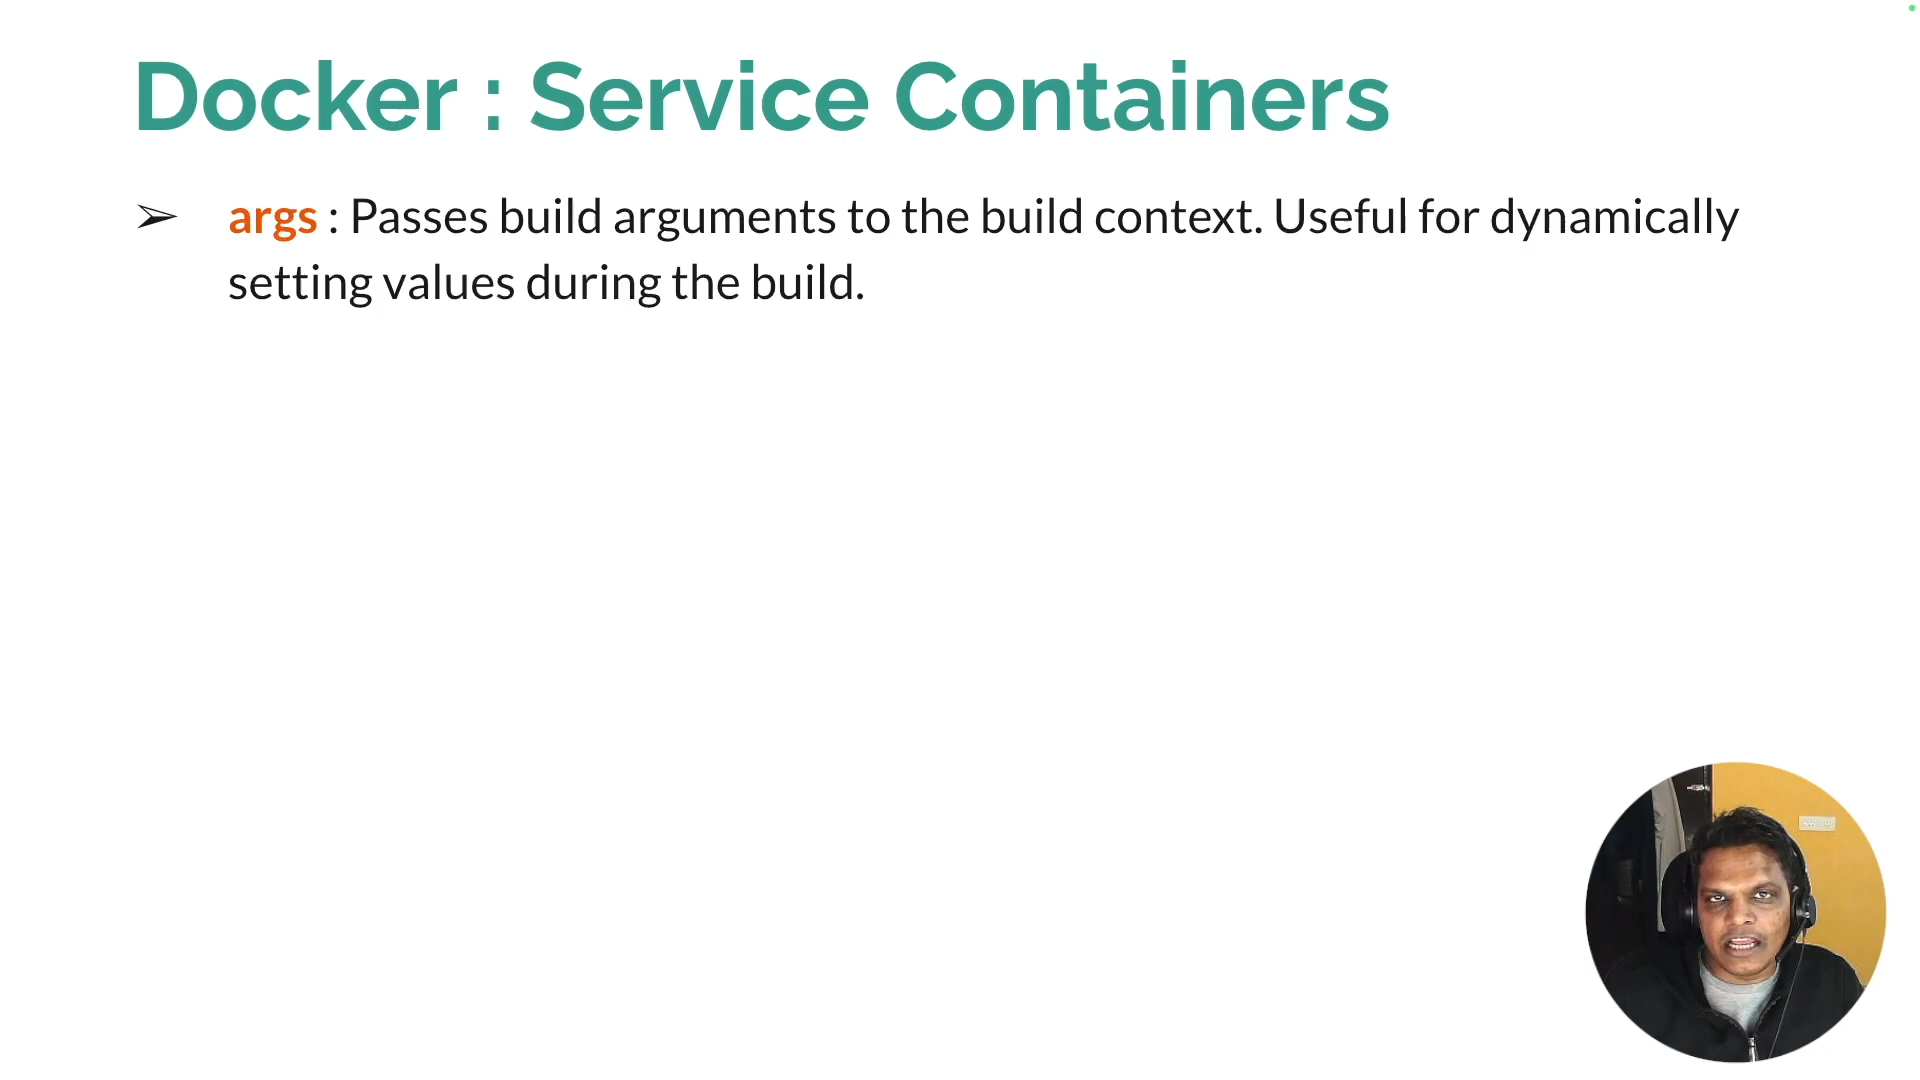 Docker : Service Containers
➢ args : Passes build arguments to the build context. Useful for dynamically
setting values during the build.